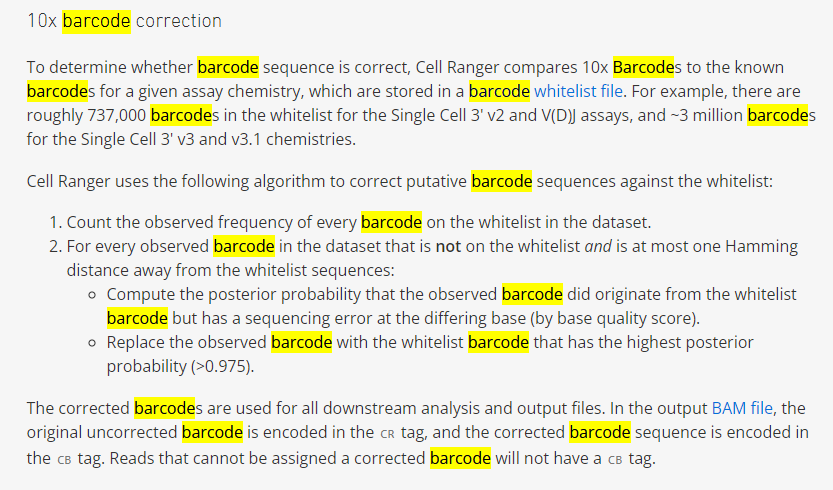 10x barcode correction
To determine whether barcode sequence is correct, Cell Ranger compares 10x Barcodes to the known
barcodes for a given assay chemistry, which are stored in a barcode whitelist file. For example, there are
roughly 737,000 barcodes in the whitelist for the Single Cell 3' v2 and V(D)J assays, and ~3 million barcodes
for the Single Cell 3' v3 and v3.1 chemistries.
Cell Ranger uses the following algorithm to correct putative barcode sequences against the whitelist:
1. Count the observed frequency of every barcode on the whitelist in the dataset.
2. For every observed barcode in the dataset that is not on the whitelist and is at most one Hamming
distance away from the whitelist sequences:
○ Compute the posterior probability that the observed barcode did originate from the whitelist
barcode but has a sequencing error at the differing base (by base quality score).
○ Replace the observed barcode with the whitelist barcode that has the highest posterior
probability (>0.975).
The corrected barcodes are used for all downstream analysis and output files. In the output BAM file, the
original uncorrected barcode is encoded in the CR tag, and the corrected barcode sequence is encoded in
the CB tag. Reads that cannot be assigned a corrected barcode will not have a CB tag.